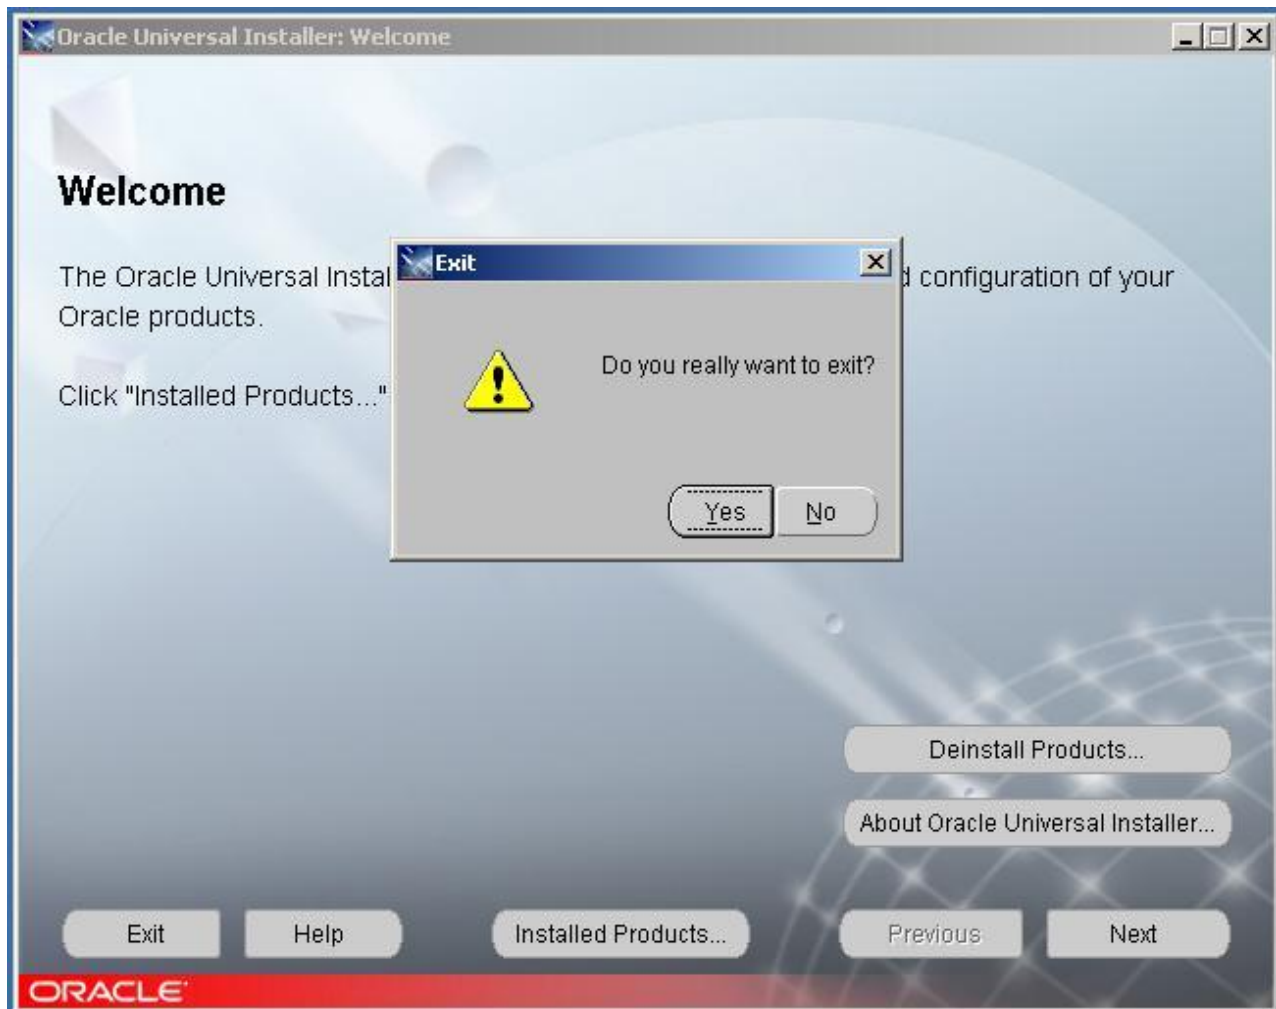 Oracle Universal Installer: Welcome
Welcome
The Oracle Universal Instal
d configuration of your
Oracle products.
Click "Installed Products..."
Exit
Do you really want to exit?
Yes
No
Deinstall Products...
About Oracle Universal Installer...
Exit
Help
Installed Products...
Previous
Next
ORACLE